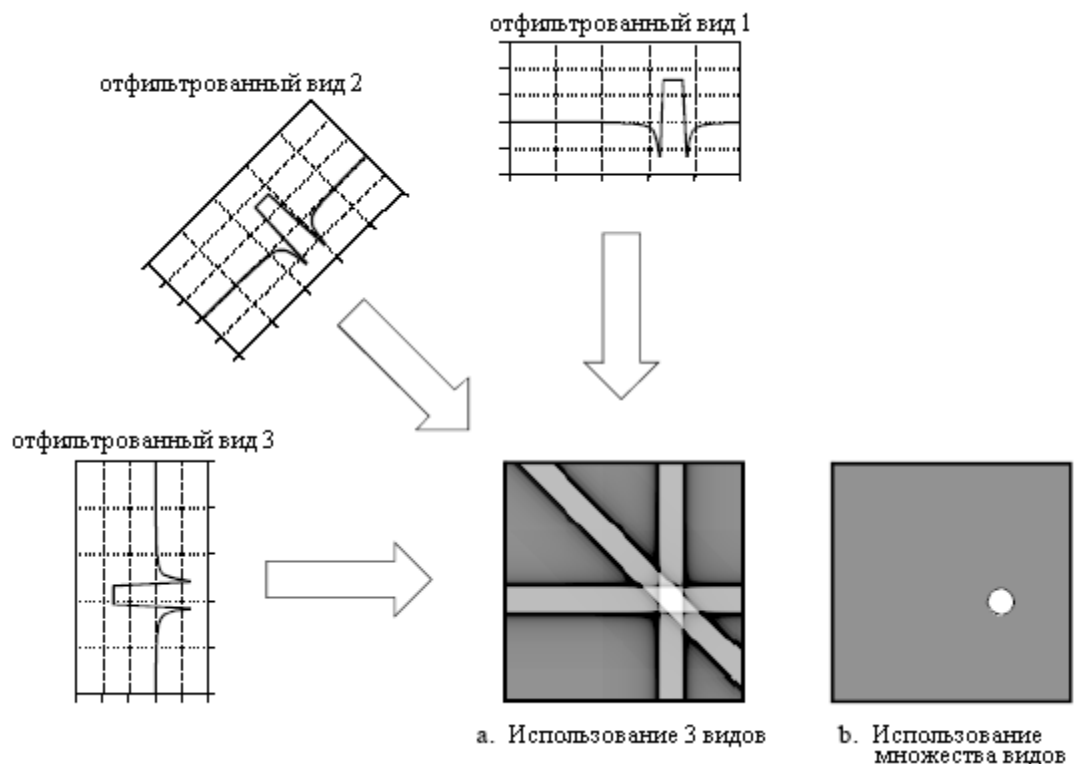 отфильтрованный вид 1
отфильтрованный вид 2
отфильтрованный вид 3
a. Использование 3 видов
b. Использование
множества видов